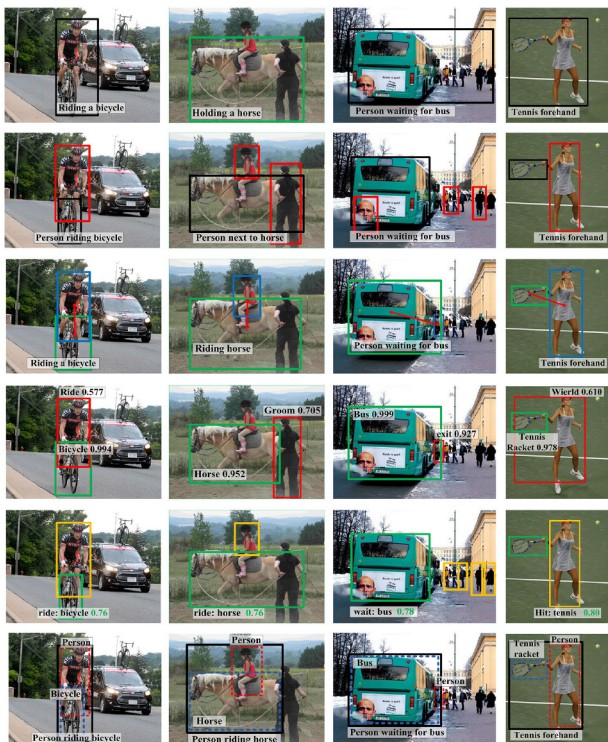 Riding a bicycle
Holding a horse
Person waiting for bus
Tennis forehand
Person riding bicycle
Person next to horse
Person waiting for bus
Tennis forehand
Riding a bicycle
Riding horse
Person waiting for bus
Tennis forehand
Ride 0.577
Bicycle 0.994
Groom 0.705
Horse 0.952
Bus 0.999
exit 0.927
Wierld 0.610
Tennis
Racket 0.978
ride: bicycle 0.76
ride: horse 0.76
wait: bus 0.78
Hit: tennis 0.80
Person
Bicycle
Person riding bicycle
Person
Horse
Person riding horse
Bus
Person
Person waiting for bus
Tennis
racket
Person
Tennis forehand